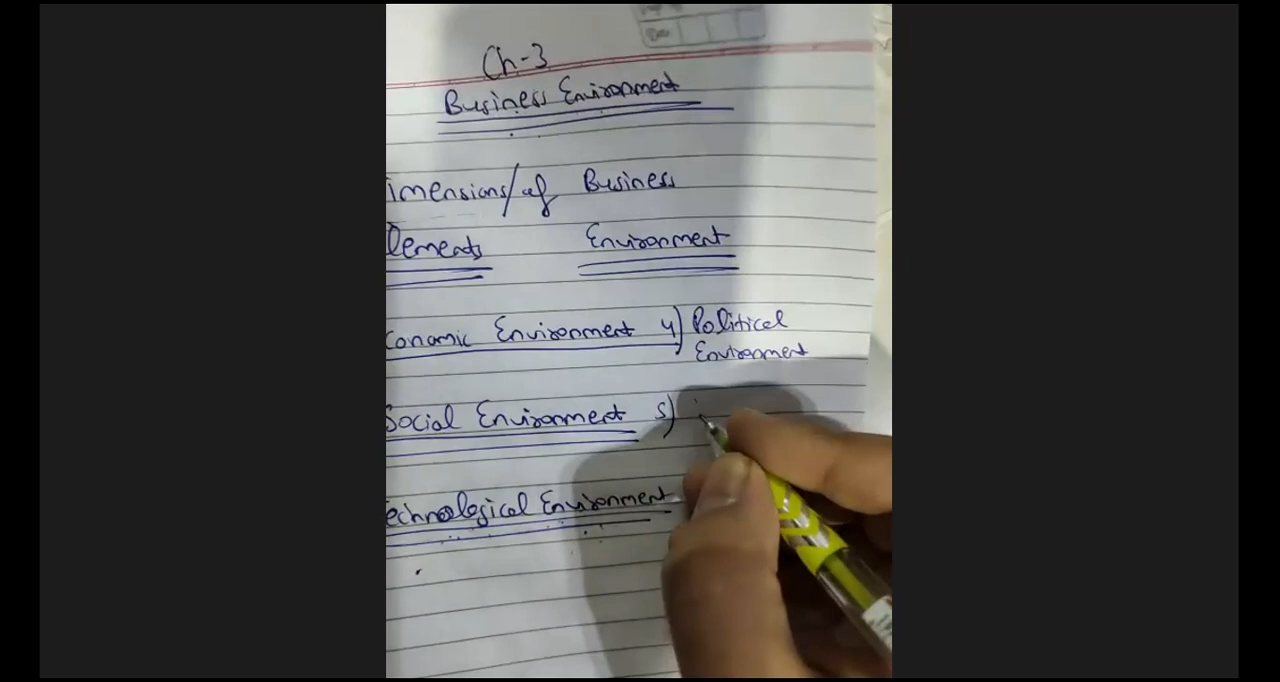 Date
Ch-3
Business Environment
imensions/of Business
lements Environment
conomic Environment 4) Political
Environment
Social Environment 5)
echnological Environment